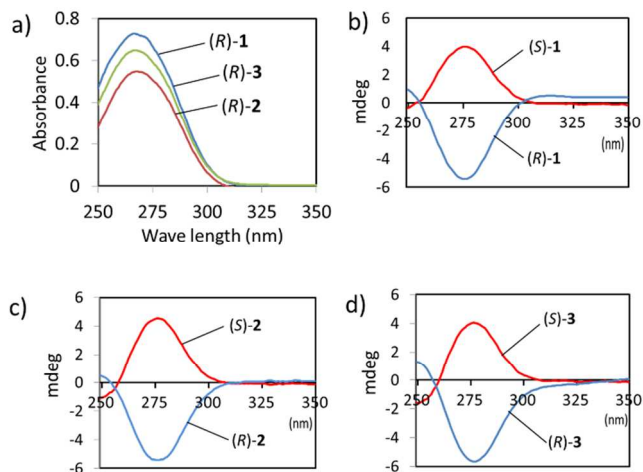 a)
0.8
0.6
0.4
0.2
0
Absorbance
(R)-1
(R)-3
(R)-2
250 275 300 325 350
Wave length (nm)
b)
6
4
2
0
-2
-4
-6
mdeg
(S)-1
(R)-1
250 275 300 325 350
(nm)
c)
6
4
2
0
-2
-4
-6
mdeg
(S)-2
(R)-2
250 275 300 325 350
(nm)
d)
6
4
2
0
-2
-4
-6
mdeg
(S)-3
(R)-3
250 275 300 325 350
(nm)